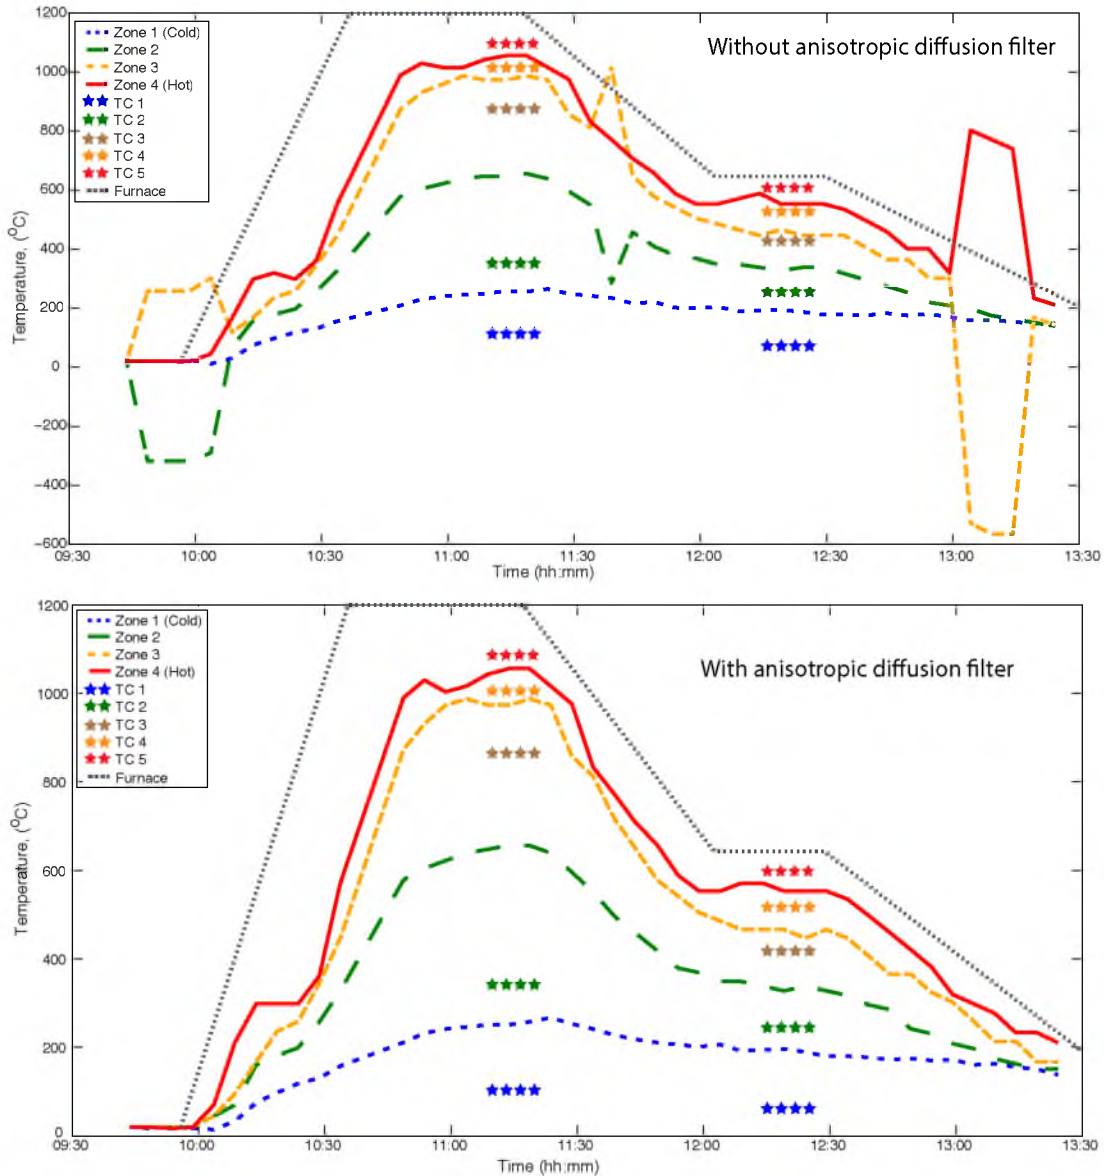 1200
1000
800
600
400
200
0
−200
−400
−600
Temperature, (°C)
Zone 1 (Cold)
Zone 2
Zone 3
Zone 4 (Hot)
TC 1
TC 2
TC 3
TC 4
TC 5
Furnace
Without anisotropic diffusion filter
09:30 10:00 10:30 11:00 11:30 12:00 12:30 13:00 13:30
Time (hh:mm)
1200
1000
800
600
400
200
0
Temperature, (°C)
Zone 1 (Cold)
Zone 2
Zone 3
Zone 4 (Hot)
TC 1
TC 2
TC 3
TC 4
TC 5
Furnace
With anisotropic diffusion filter
09:30 10:00 10:30 11:00 11:30 12:00 12:30 13:00 13:30
Time (hh:mm)